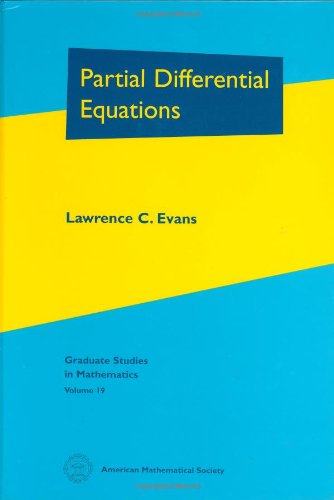 Partial Differential
Equations
Lawrence C. Evans
Graduate Studies
in Mathematics
Volume 19
American Mathematical Society